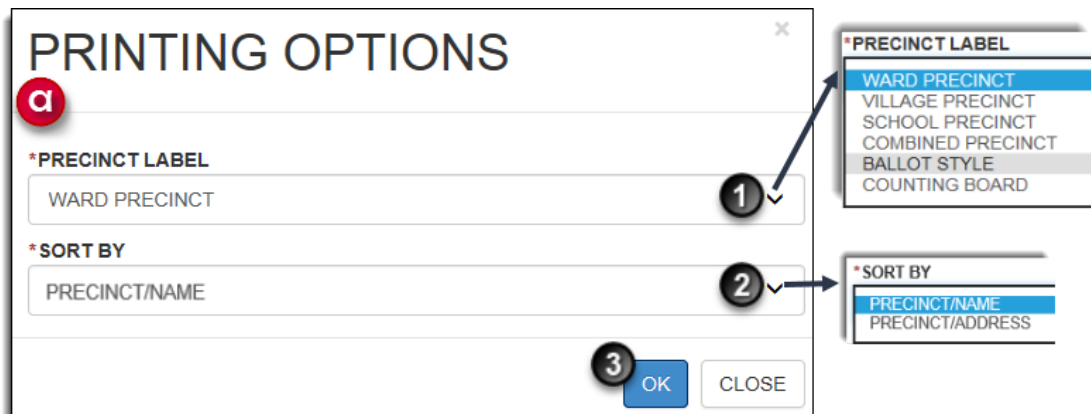 PRINTING OPTIONS
×
a
*PRECINCT LABEL
WARD PRECINCT
1
*SORT BY
PRECINCT/NAME
2
3
OK
CLOSE
*PRECINCT LABEL
WARD PRECINCT
VILLAGE PRECINCT
SCHOOL PRECINCT
COMBINED PRECINCT
BALLOT STYLE
COUNTING BOARD
*SORT BY
PRECINCT/NAME
PRECINCT/ADDRESS